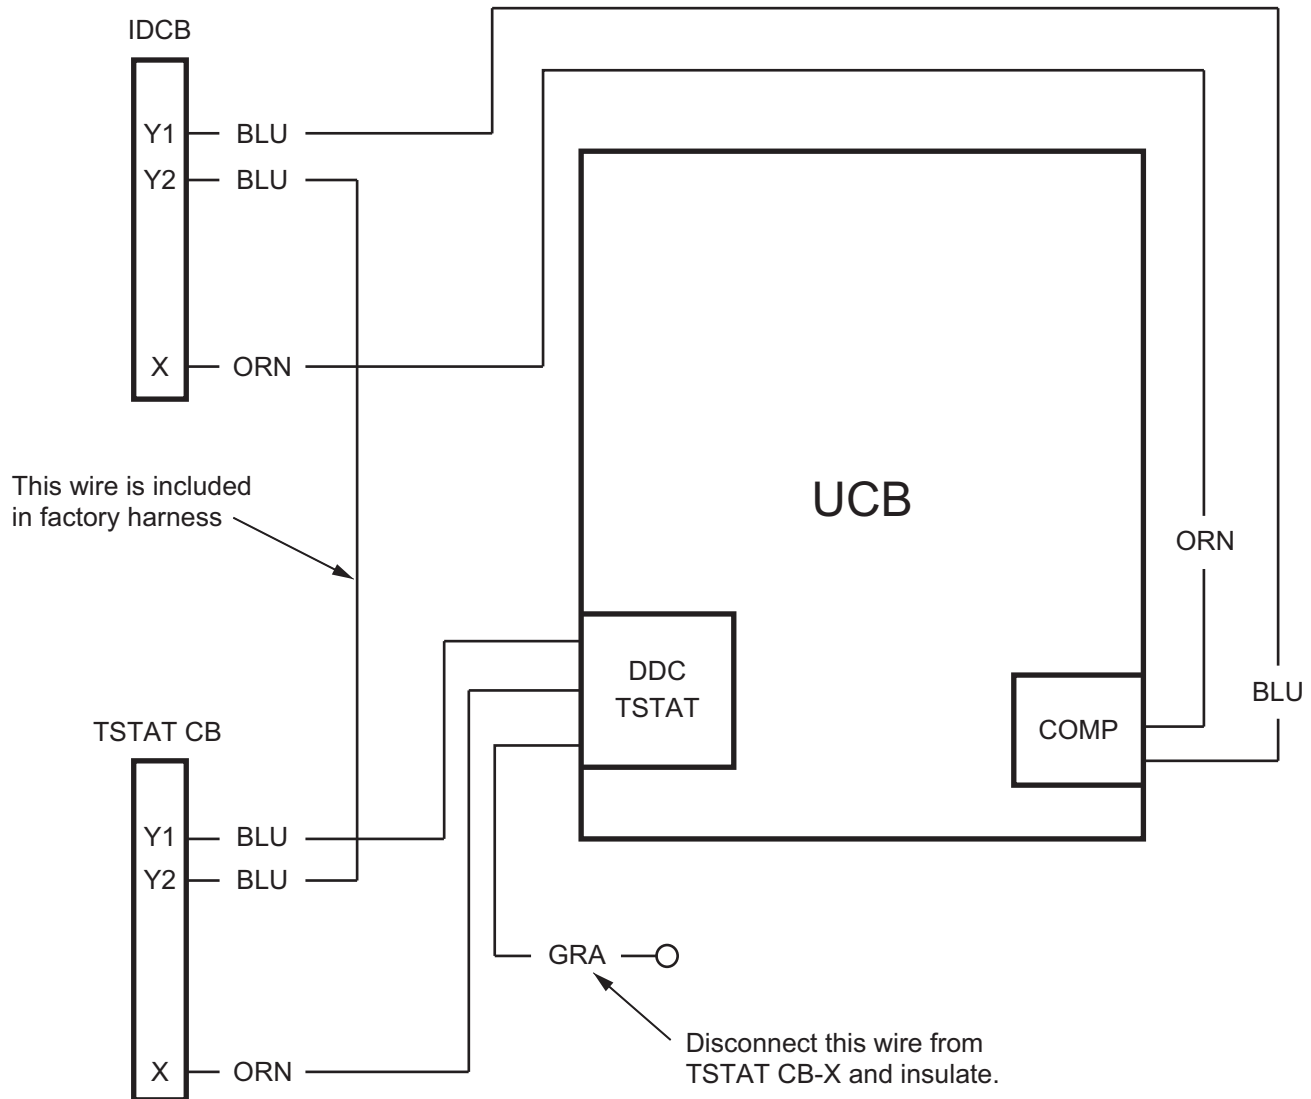 IDCB
Y1 BLU
Y2 BLU
X ORN
This wire is included
in factory harness
UCB
ORN
BLU
DDC
TSTAT
COMP
TSTAT CB
Y1 BLU
Y2 BLU
GRA
X ORN
Disconnect this wire from
TSTAT CB-X and insulate.